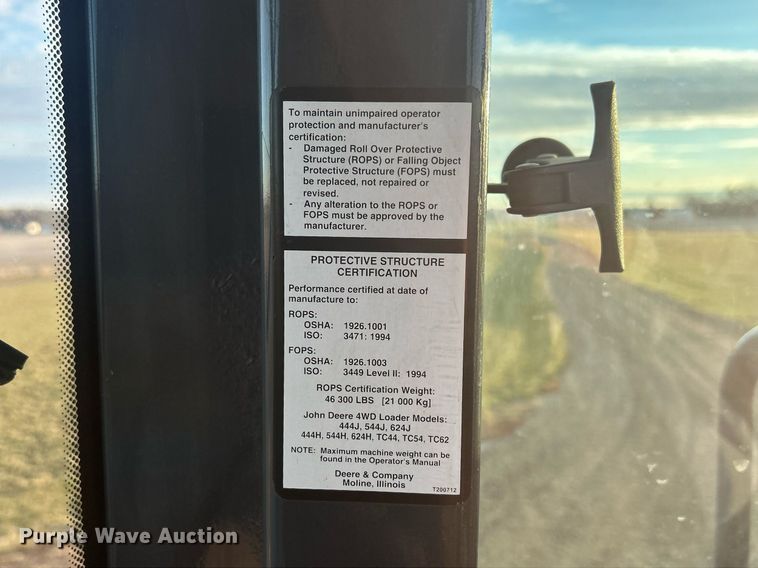 To maintain unimpaired operator
protection and manufacturer's
certification:
- Damaged Roll Over Protective
Structure (ROPS) or Falling Object
Protective Structure (FOPS) must
be replaced, not repaired or
revised.
- Any alteration to the ROPS or
FOPS must be approved by the
manufacturer.
PROTECTIVE STRUCTURE
CERTIFICATION
Performance certified at date of
manufacture to:
ROPS:
OSHA: 1926.1001
ISO: 3471: 1994
FOPS:
OSHA: 1926.1003
ISO: 3449 Level II: 1994
ROPS Certification Weight:
46 300 LBS [21 000 Kg]
John Deere 4WD Loader Models:
444J, 544J, 624J
444H, 544H, 624H, TC44, TC54, TC62
NOTE: Maximum machine weight can be
found in the Operator's Manual
Deere & Company
Moline, Illinois
T200712
Purple Wave Auction®